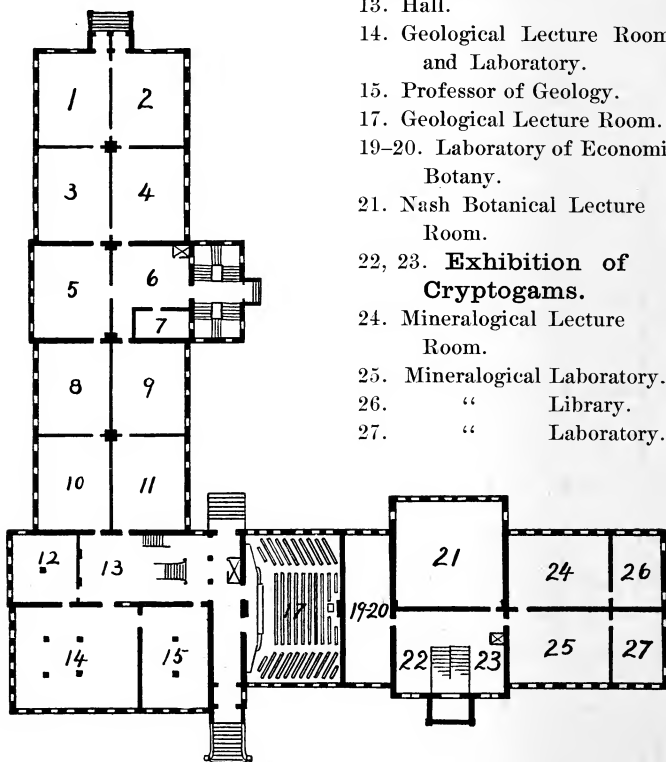 13. Hall.
14. Geological Lecture Room
and Laboratory.
15. Professor of Geology.
17. Geological Lecture Room.
19–20. Laboratory of Economi
Botany.
21. Nash Botanical Lecture
Room.
22, 23. Exhibition of
Cryptogams.
24. Mineralogical Lecture
Room.
25. Mineralogical Laboratory.
26. “ Library.
27. “ Laboratory.
1 2
3 4
5 6
7
8 9
10 11
12 13
14 15
17 19-20
21
22 23
24 26
25 27